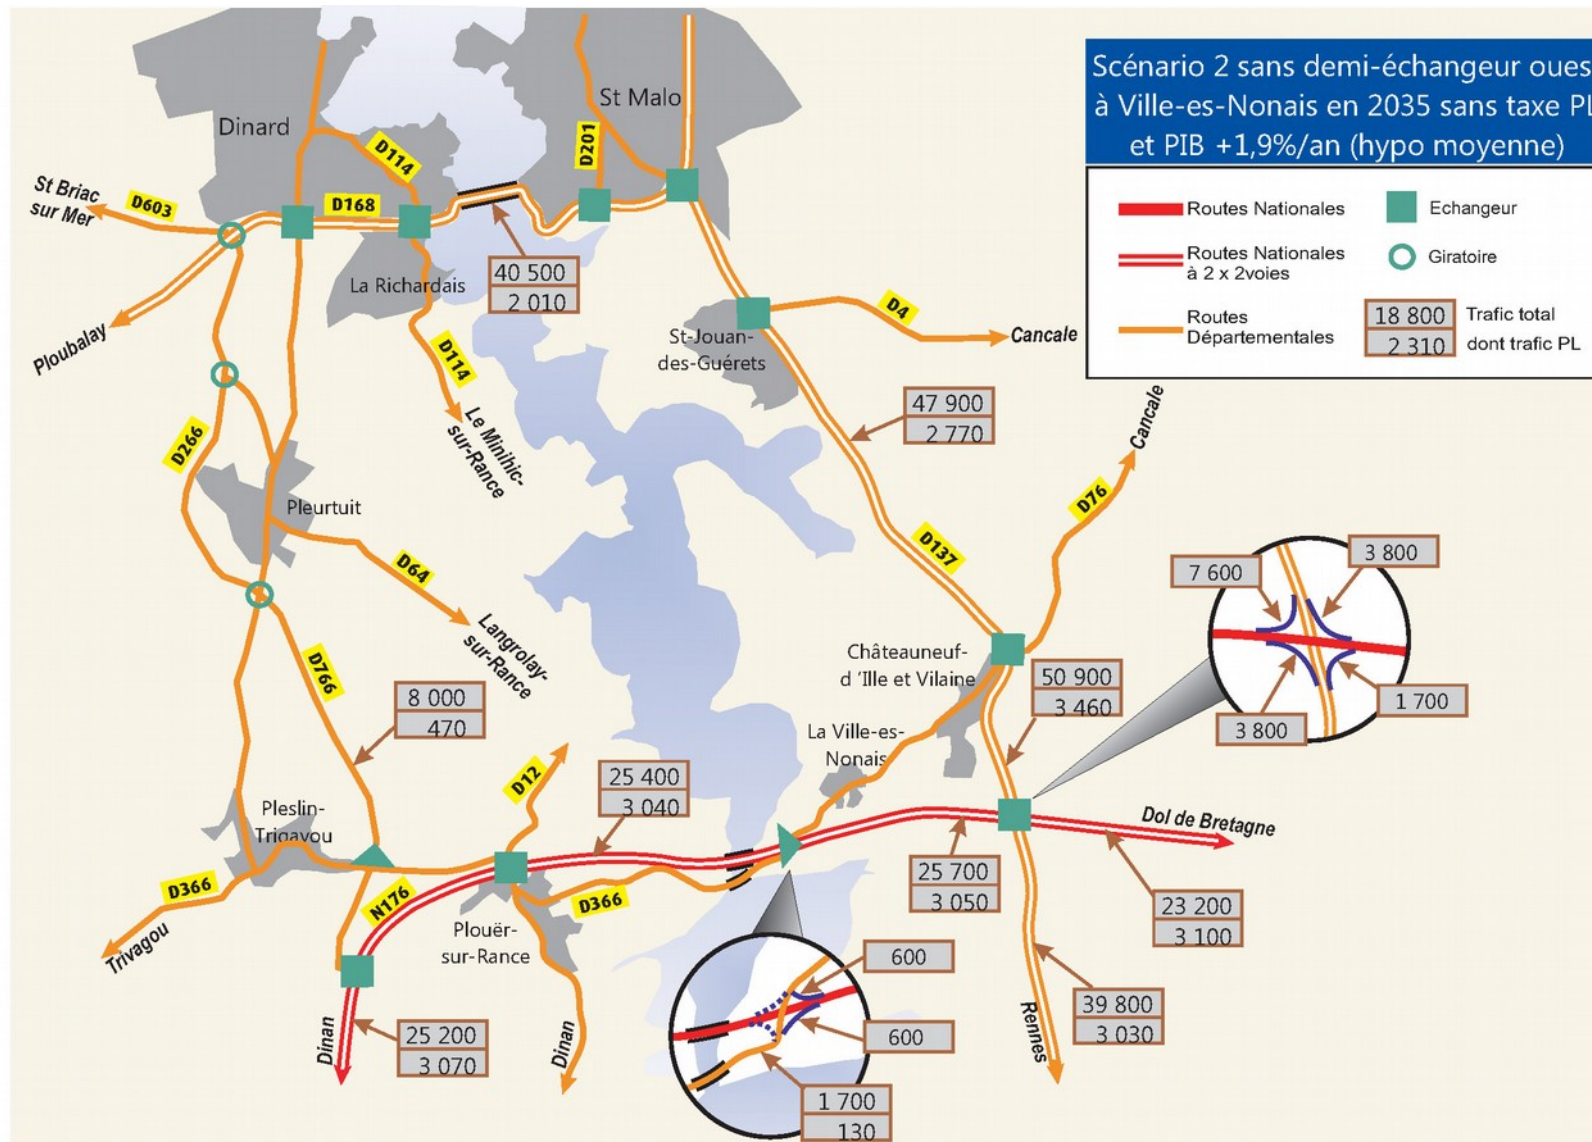 Scénario 2 sans demi-échangeur oues
à Ville-es-Nonais en 2035 sans taxe PL
et PIB +1,9%/an (hypo moyenne)
Routes Nationales
Echangeur
Routes Nationales
à 2 x 2voies
Giratoire
Routes
Départementales
18 800
2 310
Trafic total
dont trafic PL
St Malo
Dinard
D201
D114
St Briac
sur Mer
D603
D168
La Richardais
40 500
2 010
Ploubalay
D114
Le Minihic-
sur-Rance
St-Jouan-
des-Guérets
D4
Cancale
47 900
2 770
D266
Pleurtuit
Cancale
D76
D137
D64
Langrolay-
sur-Rance
7 600
3 800
3 800
1 700
D766
8 000
470
Châteauneuf-
d 'Ille et Vilaine
50 900
3 460
La Ville-es-
Nonais
D12
25 400
3 040
Pleslin-
Trigavou
Dol de Bretagne
D366
Trivagou
N176
D366
25 700
3 050
23 200
3 100
Plouër-
sur-Rance
600
600
1 700
130
39 800
3 030
Rennes
Dinan
25 200
3 070
Dinan